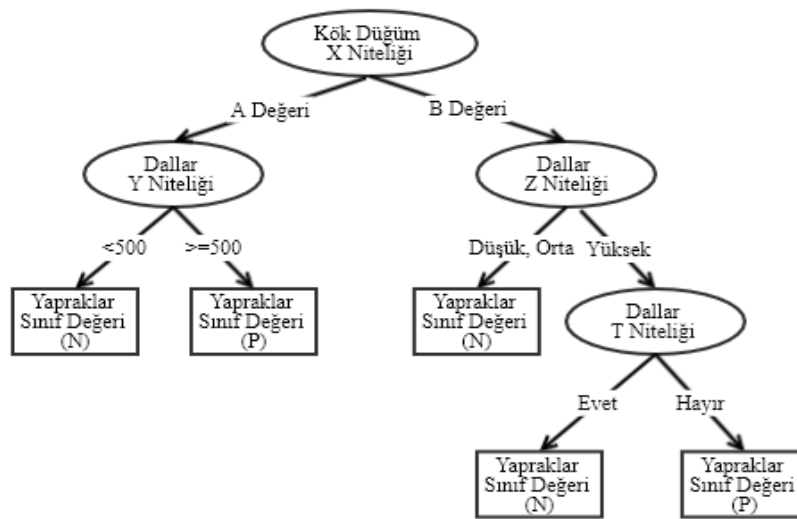 Kök Düğüm
X Niteliği
A Değeri
B Değeri
Dallar
Y Niteliği
Dallar
Z Niteliği
<500
>=500
Düşük, Orta
Yüksek
Yapraklar
Sınıf Değeri
(N)
Yapraklar
Sınıf Değeri
(P)
Yapraklar
Sınıf Değeri
(N)
Dallar
T Niteliği
Evet
Hayır
Yapraklar
Sınıf Değeri
(N)
Yapraklar
Sınıf Değeri
(P)